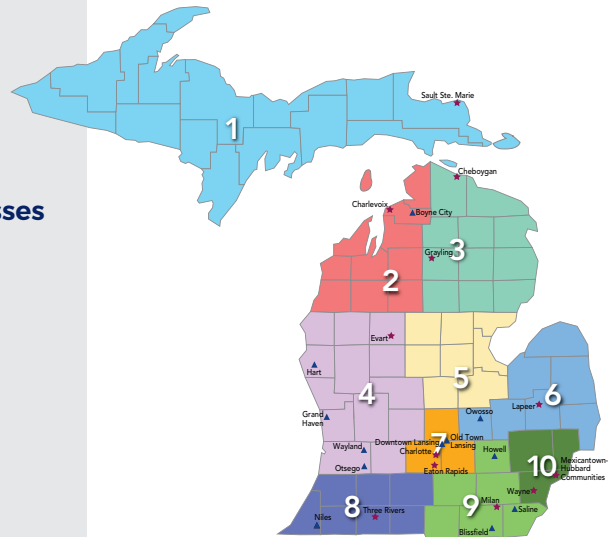 Sault Ste. Marie
1
sses
Cheboygan
Charlevoix
Boyne City
3
Grayling
2
Evart
Hart
5
4
6
Lapeer
Grand
Haven
Owosso
7
Downtown Lansing
Old Town
Lansing
Wayland
Charlotte
Howell
Otsego
Eaton Rapids
10
Mexicantown-
Hubbard
Communities
Wayne
8
Three Rivers
9
Milan
Saline
Niles
Blissfield